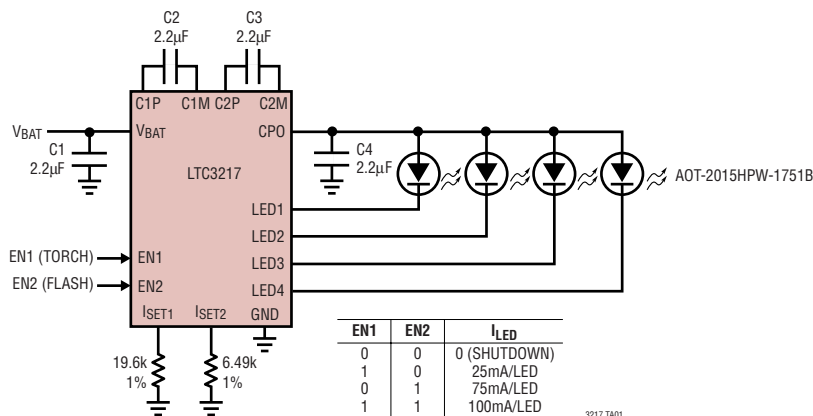 C2
2.2µF
C3
2.2µF
C1P C1M C2P C2M
VBAT
VBAT
CPO
C1
2.2µF
LTC3217
C4
2.2µF
AOT-2015HPW-1751B
LED1
LED2
EN1 (TORCH)
EN1
LED3
EN2 (FLASH)
EN2
LED4
ISET1 ISET2 GND
19.6k
1%
6.49k
1%
EN1 EN2 ILED
0 0 0 (SHUTDOWN)
1 0 25mA/LED
0 1 75mA/LED
1 1 100mA/LED
3217 TA01